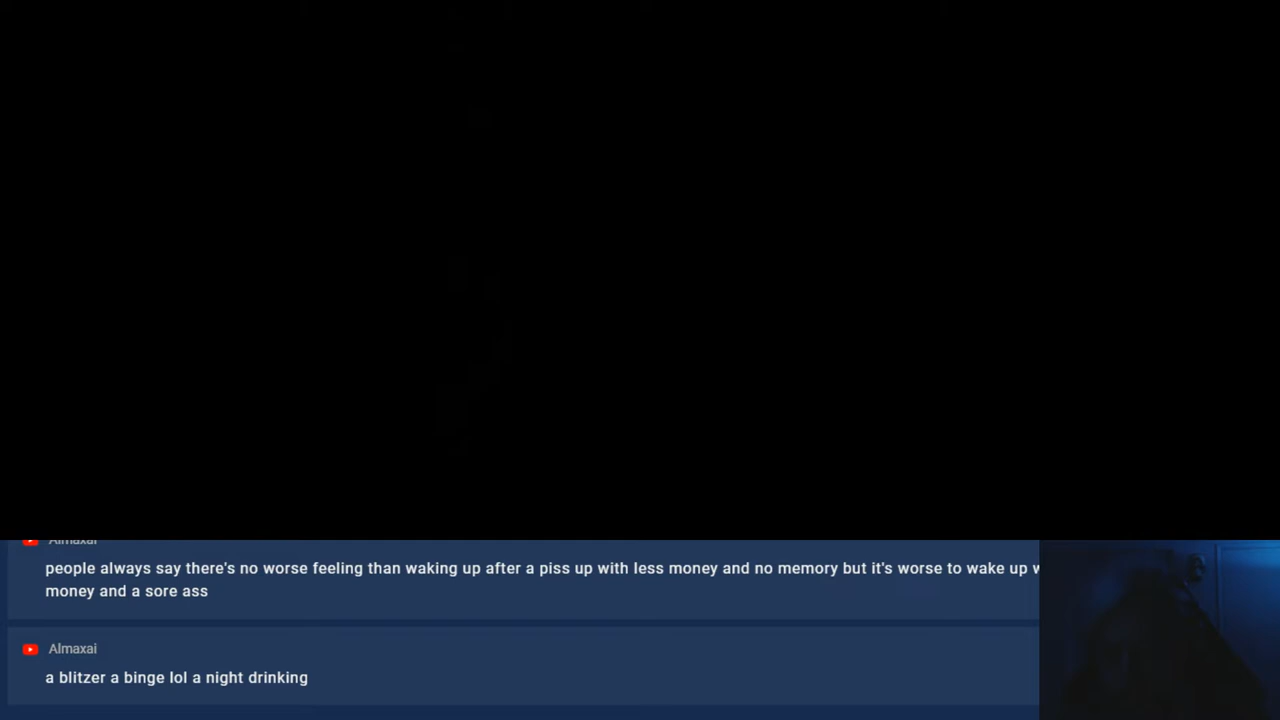 Almaxai
people always say there's no worse feeling than waking up after a piss up with less money and no memory but it's worse to wake up
money and a sore ass
Almaxai
a blitzer a binge lol a night drinking